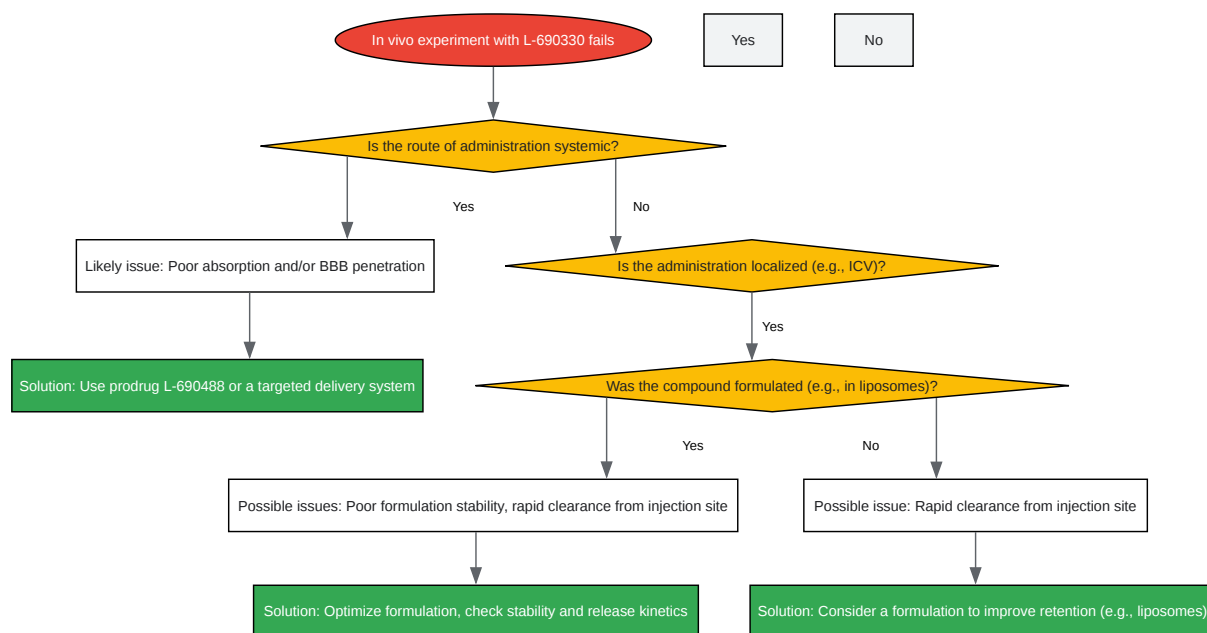 In vivo experiment with L-690330 fails
Yes
No
Is the route of administration systemic?
Yes
No
Likely issue: Poor absorption and/or BBB penetration
Is the administration localized (e.g., ICV)?
Yes
Solution: Use prodrug L-690488 or a targeted delivery system
Was the compound formulated (e.g., in liposomes)?
Yes
No
Possible issues: Poor formulation stability, rapid clearance from injection site
Possible issue: Rapid clearance from injection site
Solution: Optimize formulation, check stability and release kinetics
Solution: Consider a formulation to improve retention (e.g., liposomes)